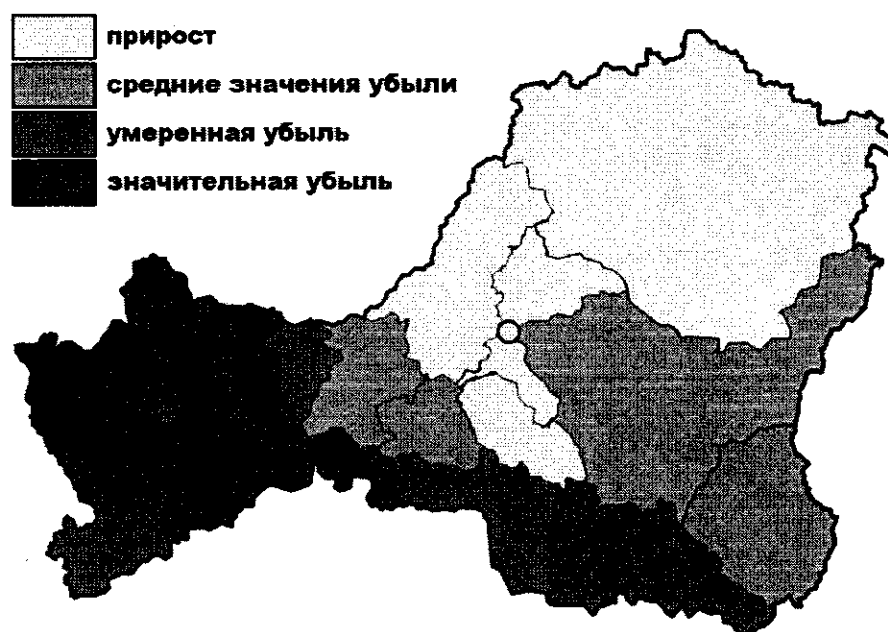 прирост
средние значения убыли
умеренная убыль
значительная убыль